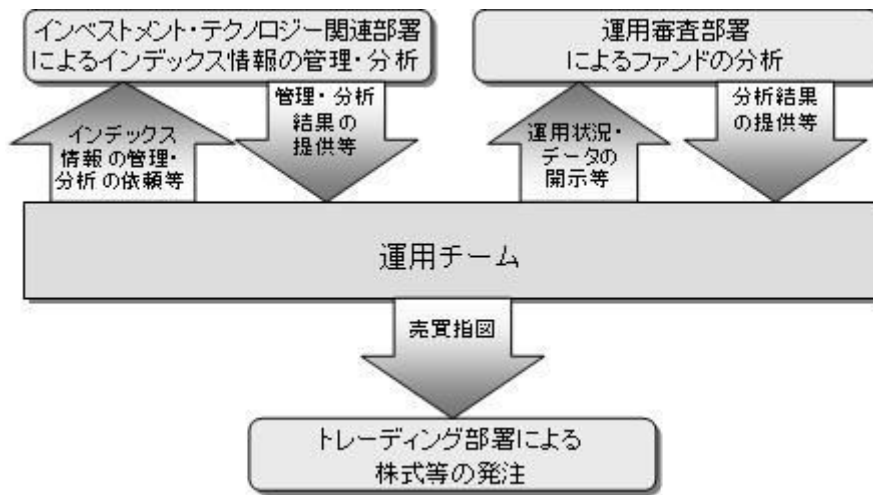 インベストメント・テクノロジー関連部署
によるインデックス情報の管理・分析
運用審査部署
によるファンドの分析
インデックス
情報の管理・
分析の依頼等
管理・分析
結果の
提供等
運用状況・
データの
開示等
分析結果
の提供等
運用チーム
売買指図
トレーディング部署による
株式等の発注